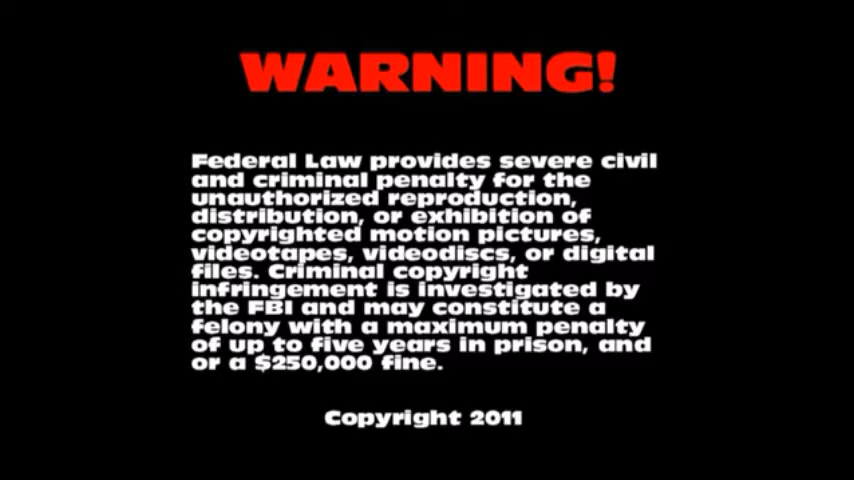 WARNING!
Federal Law provides severe civil
and criminal penalty for the
unauthorized reproduction,
distribution, or exhibition of
copyrighted motion pictures,
videotapes, videodiscs, or digital
files. Criminal copyright
infringement is investigated by
the FBI and may constitute a
felony with a maximum penalty
of up to five years in prison, and
or a $250,000 fine.
Copyright 2011